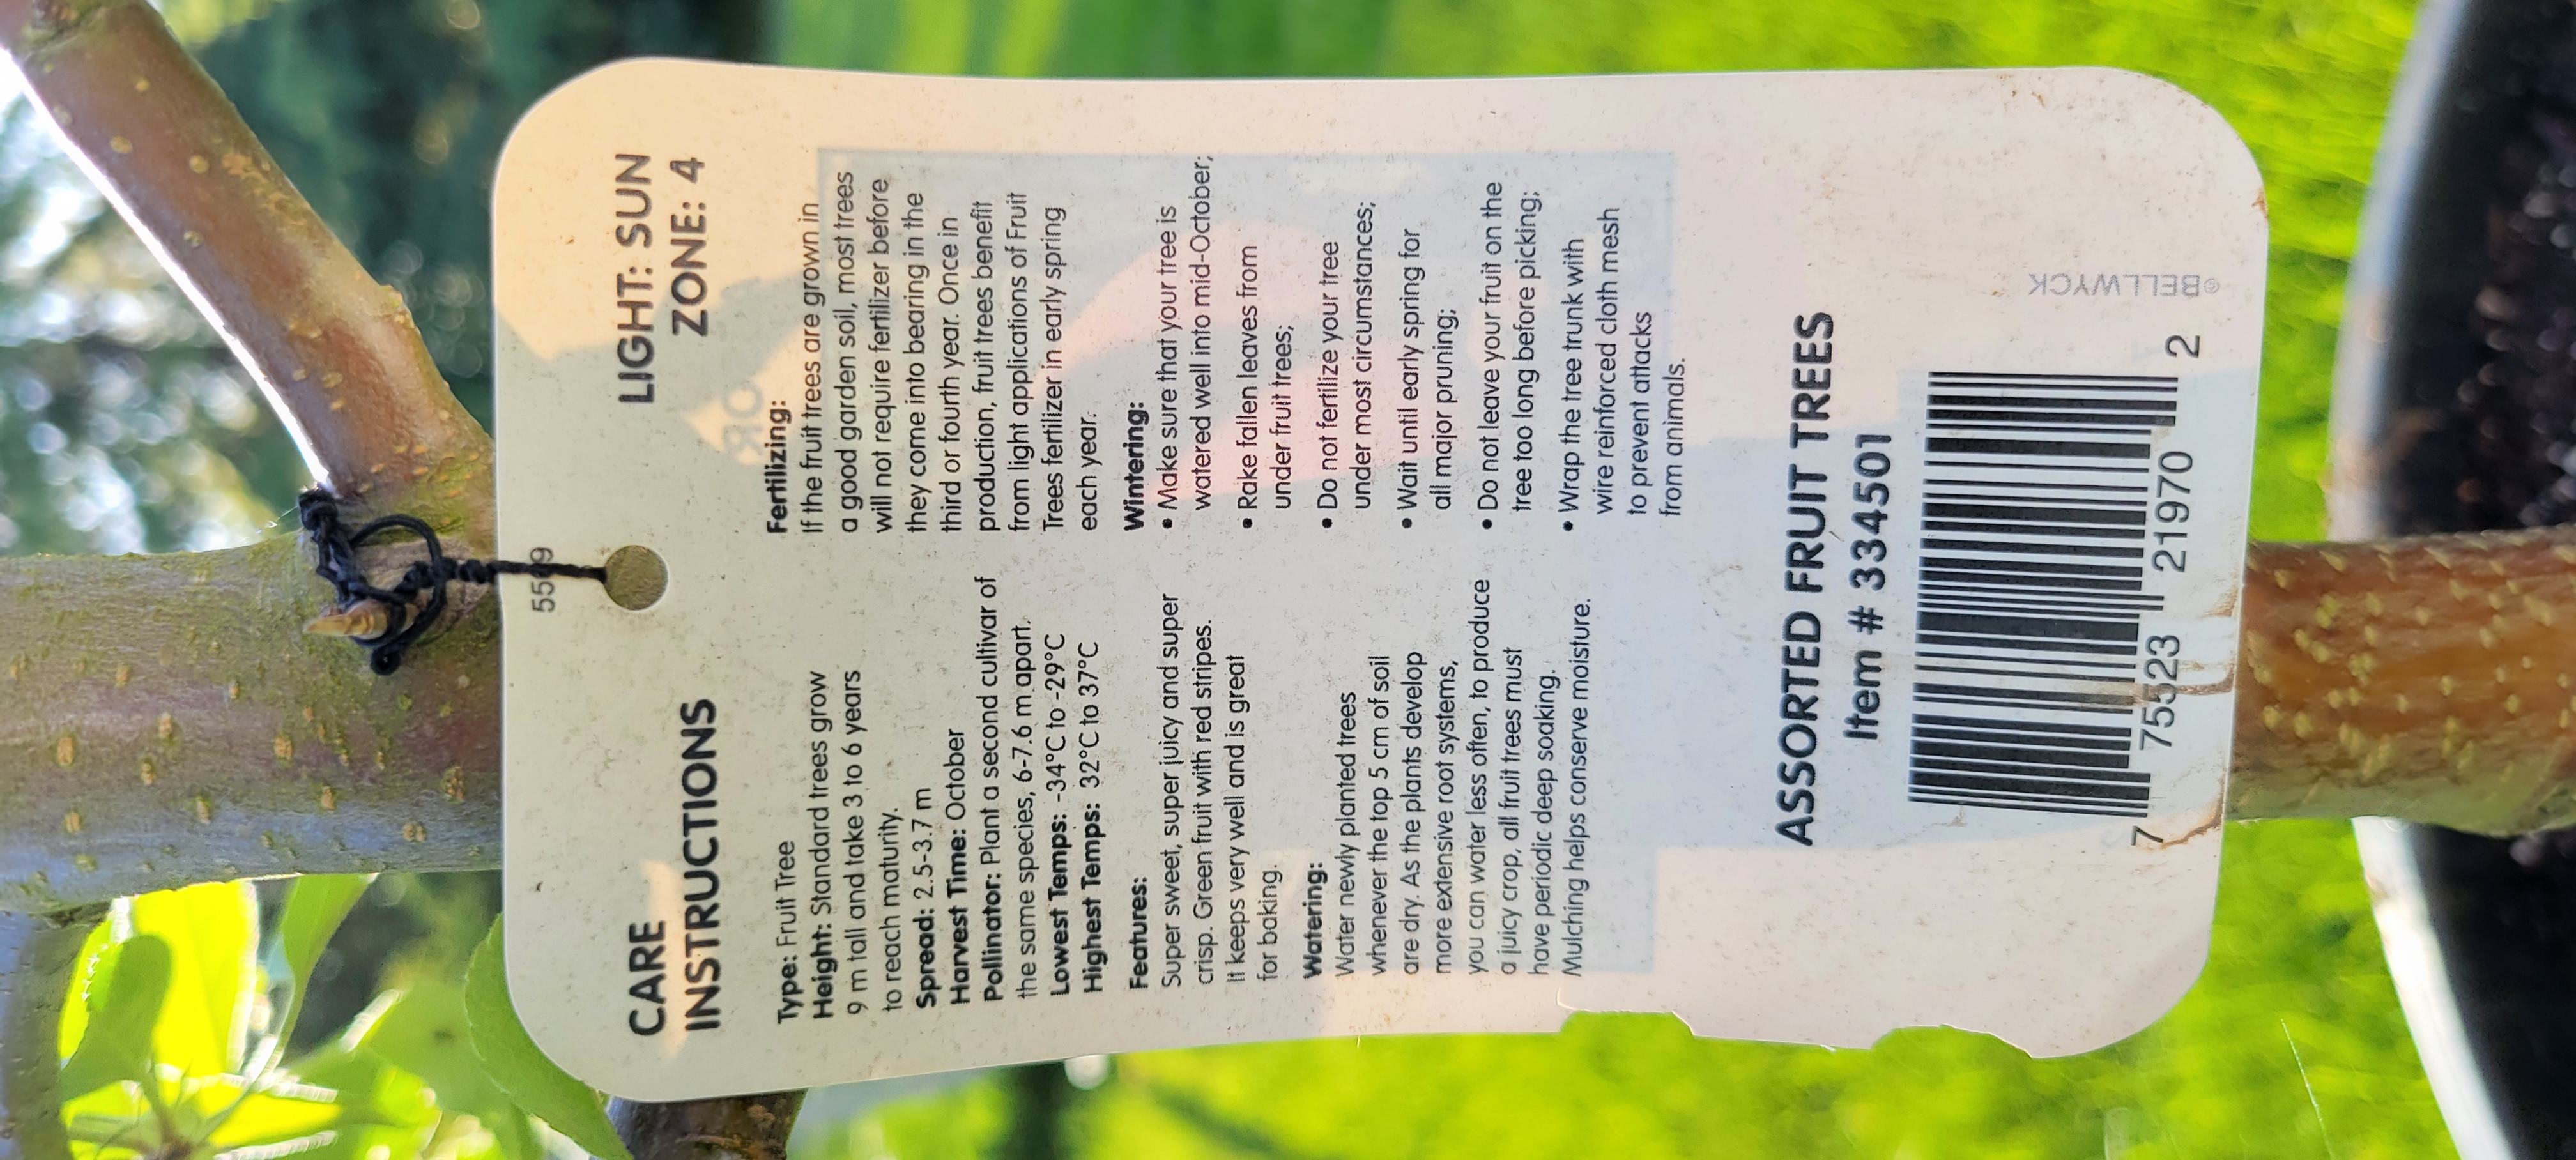 5569
CARE
INSTRUCTIONS
LIGHT: SUN
ZONE: 4
Type: Fruit Tree
Height: Standard trees grow
9 m tall and take 3 to 6 years
to reach maturity.
Spread: 2.5-3.7 m
Harvest Time: October
Pollinator: Plant a second cultivar of
the same species, 6-7.6 m apart.
Lowest Temps: -34°C to -29°C
Highest Temps: 32°C to 37°C
Features:
Super sweet, super juicy and super
crisp. Green fruit with red stripes.
It keeps very well and is great
for baking.
Watering:
Water newly planted trees
whenever the top 5 cm of soil
are dry. As the plants develop
more extensive root systems,
you can water less often, to produce
a juicy crop, all fruit trees must
have periodic deep soaking.
Mulching helps conserve moisture.
Fertilizing:
If the fruit trees are grown in
a good garden soil, most trees
will not require fertilizer before
they come into bearing in the
third or fourth year. Once in
production, fruit trees benefit
from light applications of Fruit
Trees fertilizer in early spring
each year.
Wintering:
• Make sure that your tree is
watered well into mid-October;
• Rake fallen leaves from
under fruit trees;
• Do not fertilize your tree
under most circumstances;
• Wait until early spring for
all major pruning;
• Do not leave your fruit on the
tree too long before picking;
• Wrap the tree trunk with
wire reinforced cloth mesh
to prevent attacks
from animals.
ASSORTED FRUIT TREES
Item # 334501
7 75523 21970 2
©BELLWYCK